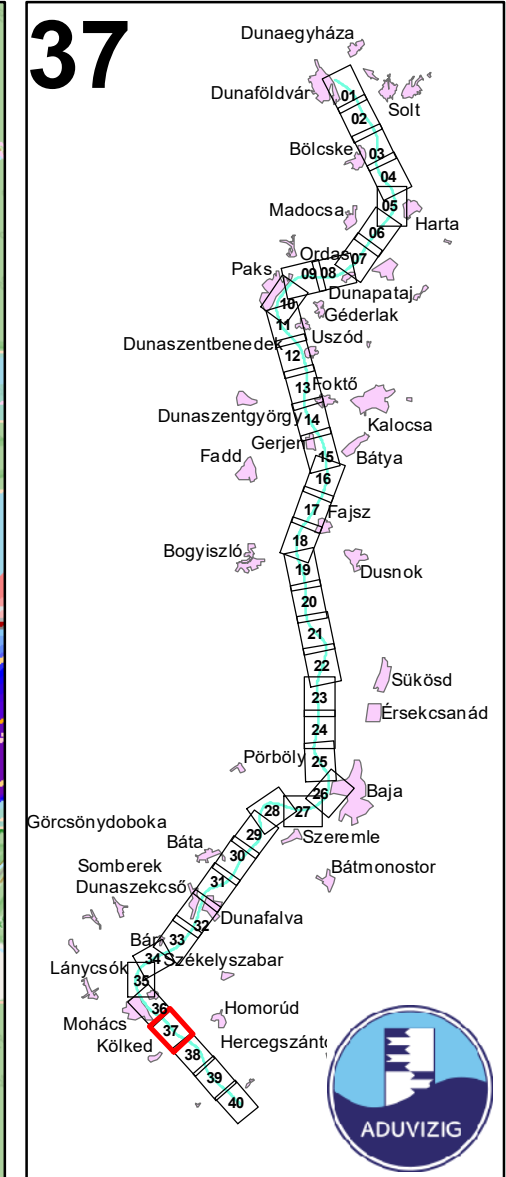 37
Dunaegyháza
Dunaföldvár
01
Solt
02
Bölcske
03
04
Madocsa
05
Harta
06
Ordas
07
Paks
09
08
Dunapataj
10
Géderlak
11
Uszód
Dunaszentbenedek
12
13
Foktő
Dunaszentgyörgy
14
Kalocsa
Gerjen
Fadd
15
Bátya
16
17
Fajsz
18
Bogyiszló
19
Dusnok
20
21
22
Sükösd
23
Érsekcsanád
24
Pörböly
25
26
Baja
28
27
Görcsönydoboka
29
Szeremle
Báta
30
Somberek
Bátmonostor
Dunaszekcső
31
Dunafalva
32
Bár
33
34
Székelyszabar
Lánycsók
35
36
Homorúd
Mohács
37
Kölked
Hercegszántó
38
39
40
ADUVIZIG